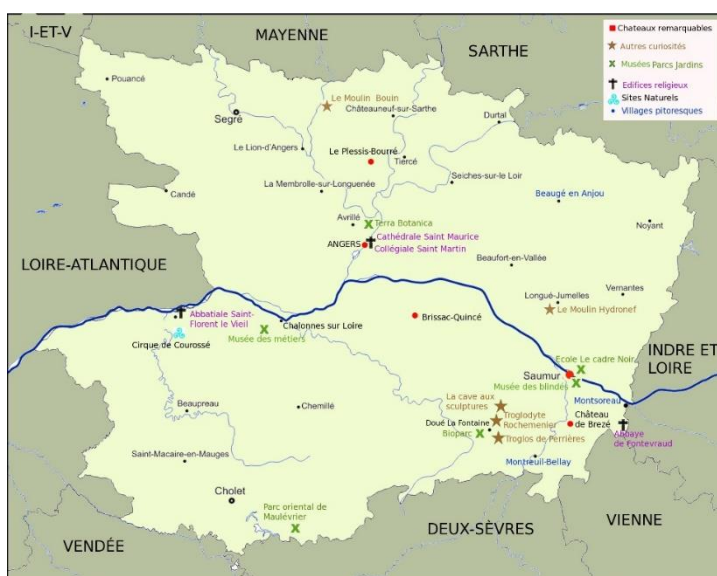 I-ET-V
MAYENNE
SARTHE
Chateaux remarquables
Autres curiosités
Musées Parcs Jardins
Edifices religieux
Sites Naturels
Villages pitoresques
Pouancé
Le Moulin Bouin
Châteauneuf-sur-Sarthe
Segré
Durtal
Le Lion-d'Angers
Le Plessis-Bourré
Tiercé
Seiches-sur le Loir
Candé
La Membrolle-sur-Longuenée
Beaugé en Anjou
Avrillé
Terra Botanica
Noyant
ANGERS
Cathédrale Saint Maurice
Collégiale Saint Martin
LOIRE-ATLANTIQUE
Beaufort-en-Vallée
Vernantes
Longué-Jumelles
Le Moulin Hydronef
Abbatiale Saint-
Florent le Vieil
Chalonnes sur Loire
Brissac-Quincé
Cirque de Courossé
Musée des métiers
INDRE ET
LOIRE
Ecole Le cadre Noir
Saumur
Musée des blindés
Montsoreau
Beaupreau
Chemillé
La cave aux
sculptures
Troglodyte
Rochemenier
Doué La Fontaine
Bioparc
Troglos de Perrières
Château
de Brezé
Abbaye
de Fontevraud
Saint-Macaire-en-Mauges
Montreuil-Bellay
Cholet
Parc oriental de
Maulévrier
DEUX-SÈVRES
VIENNE
VENDÉE